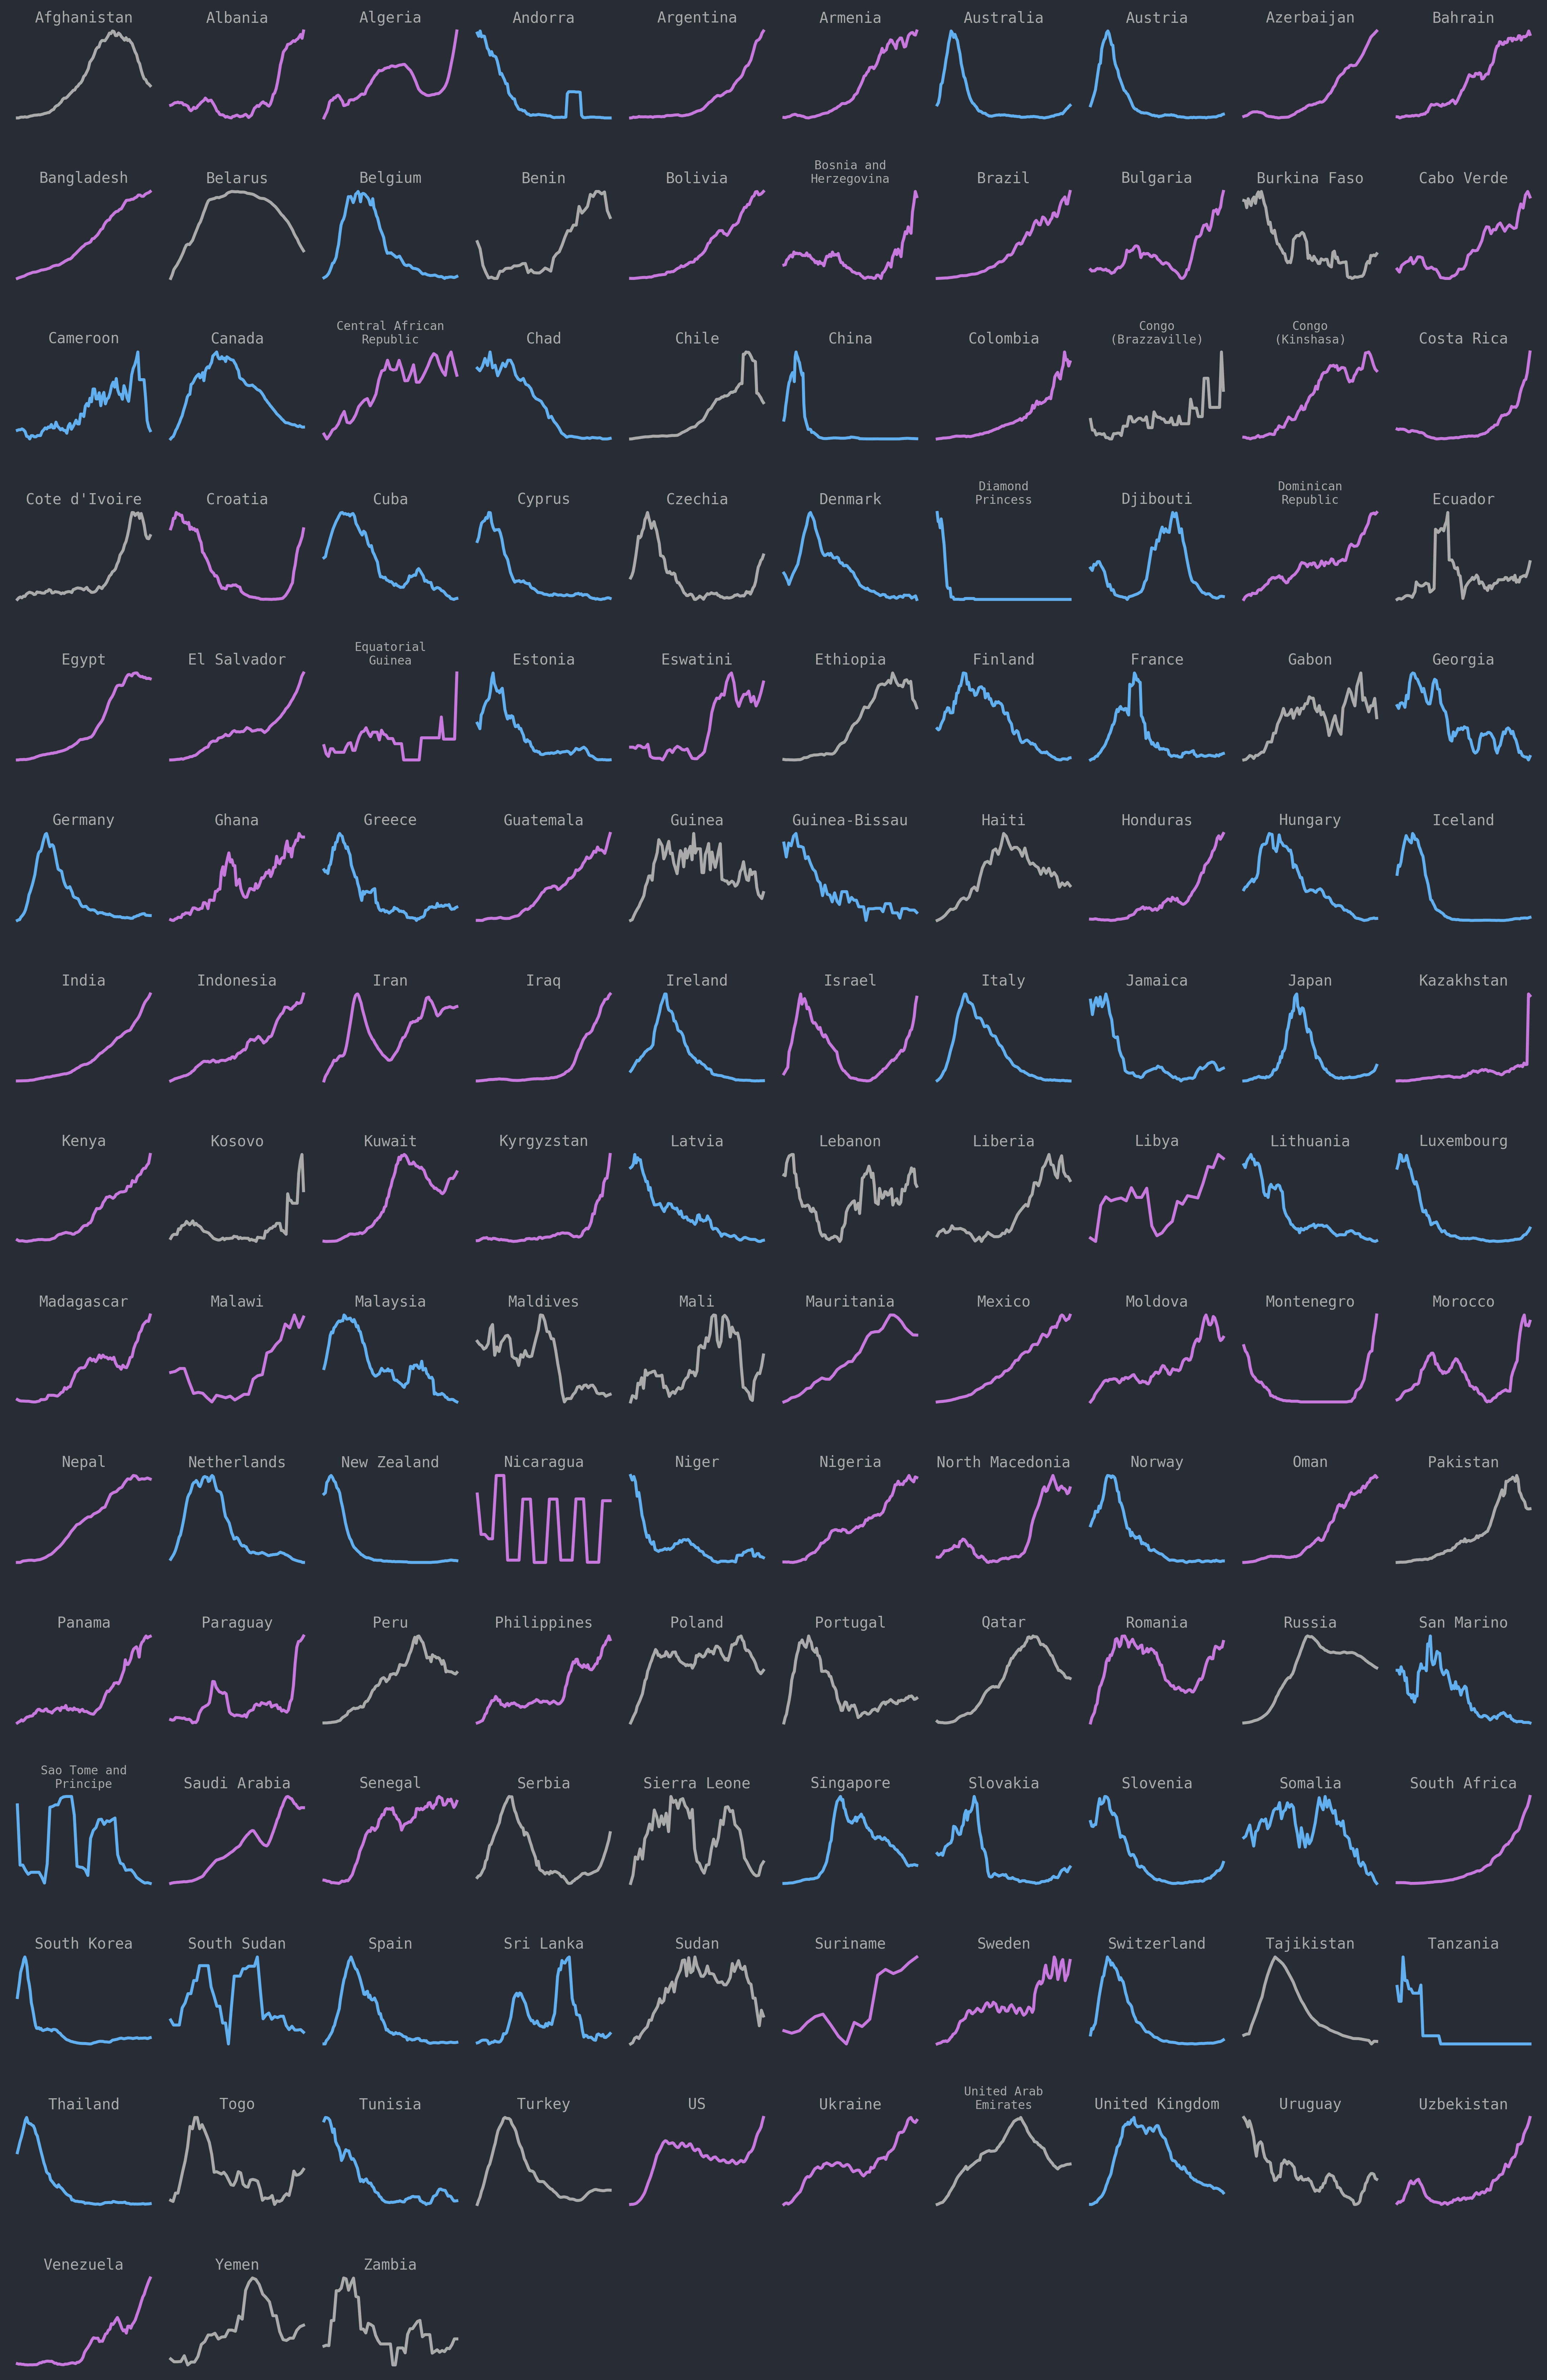 Afghanistan
Albania
Algeria
Andorra
Argentina
Armenia
Australia
Austria
Azerbaijan
Bahrain
Bangladesh
Belarus
Belgium
Benin
Bolivia
Bosnia and
Herzegovina
Brazil
Bulgaria
Burkina Faso
Cabo Verde
Cameroon
Canada
Central African
Republic
Chad
Chile
China
Colombia
Congo
(Brazzaville)
Congo
(Kinshasa)
Costa Rica
Cote d'Ivoire
Croatia
Cuba
Cyprus
Czechia
Denmark
Diamond
Princess
Djibouti
Dominican
Republic
Ecuador
Egypt
El Salvador
Equatorial
Guinea
Estonia
Eswatini
Ethiopia
Finland
France
Gabon
Georgia
Germany
Ghana
Greece
Guatemala
Guinea
Guinea-Bissau
Haiti
Honduras
Hungary
Iceland
India
Indonesia
Iran
Iraq
Ireland
Israel
Italy
Jamaica
Japan
Kazakhstan
Kenya
Kosovo
Kuwait
Kyrgyzstan
Latvia
Lebanon
Liberia
Libya
Lithuania
Luxembourg
Madagascar
Malawi
Malaysia
Maldives
Mali
Mauritania
Mexico
Moldova
Montenegro
Morocco
Nepal
Netherlands
New Zealand
Nicaragua
Niger
Nigeria
North Macedonia
Norway
Oman
Pakistan
Panama
Paraguay
Peru
Philippines
Poland
Portugal
Qatar
Romania
Russia
San Marino
Sao Tome and
Principe
Saudi Arabia
Senegal
Serbia
Sierra Leone
Singapore
Slovakia
Slovenia
Somalia
South Africa
South Korea
South Sudan
Spain
Sri Lanka
Sudan
Suriname
Sweden
Switzerland
Tajikistan
Tanzania
Thailand
Togo
Tunisia
Turkey
US
Ukraine
United Arab
Emirates
United Kingdom
Uruguay
Uzbekistan
Venezuela
Yemen
Zambia